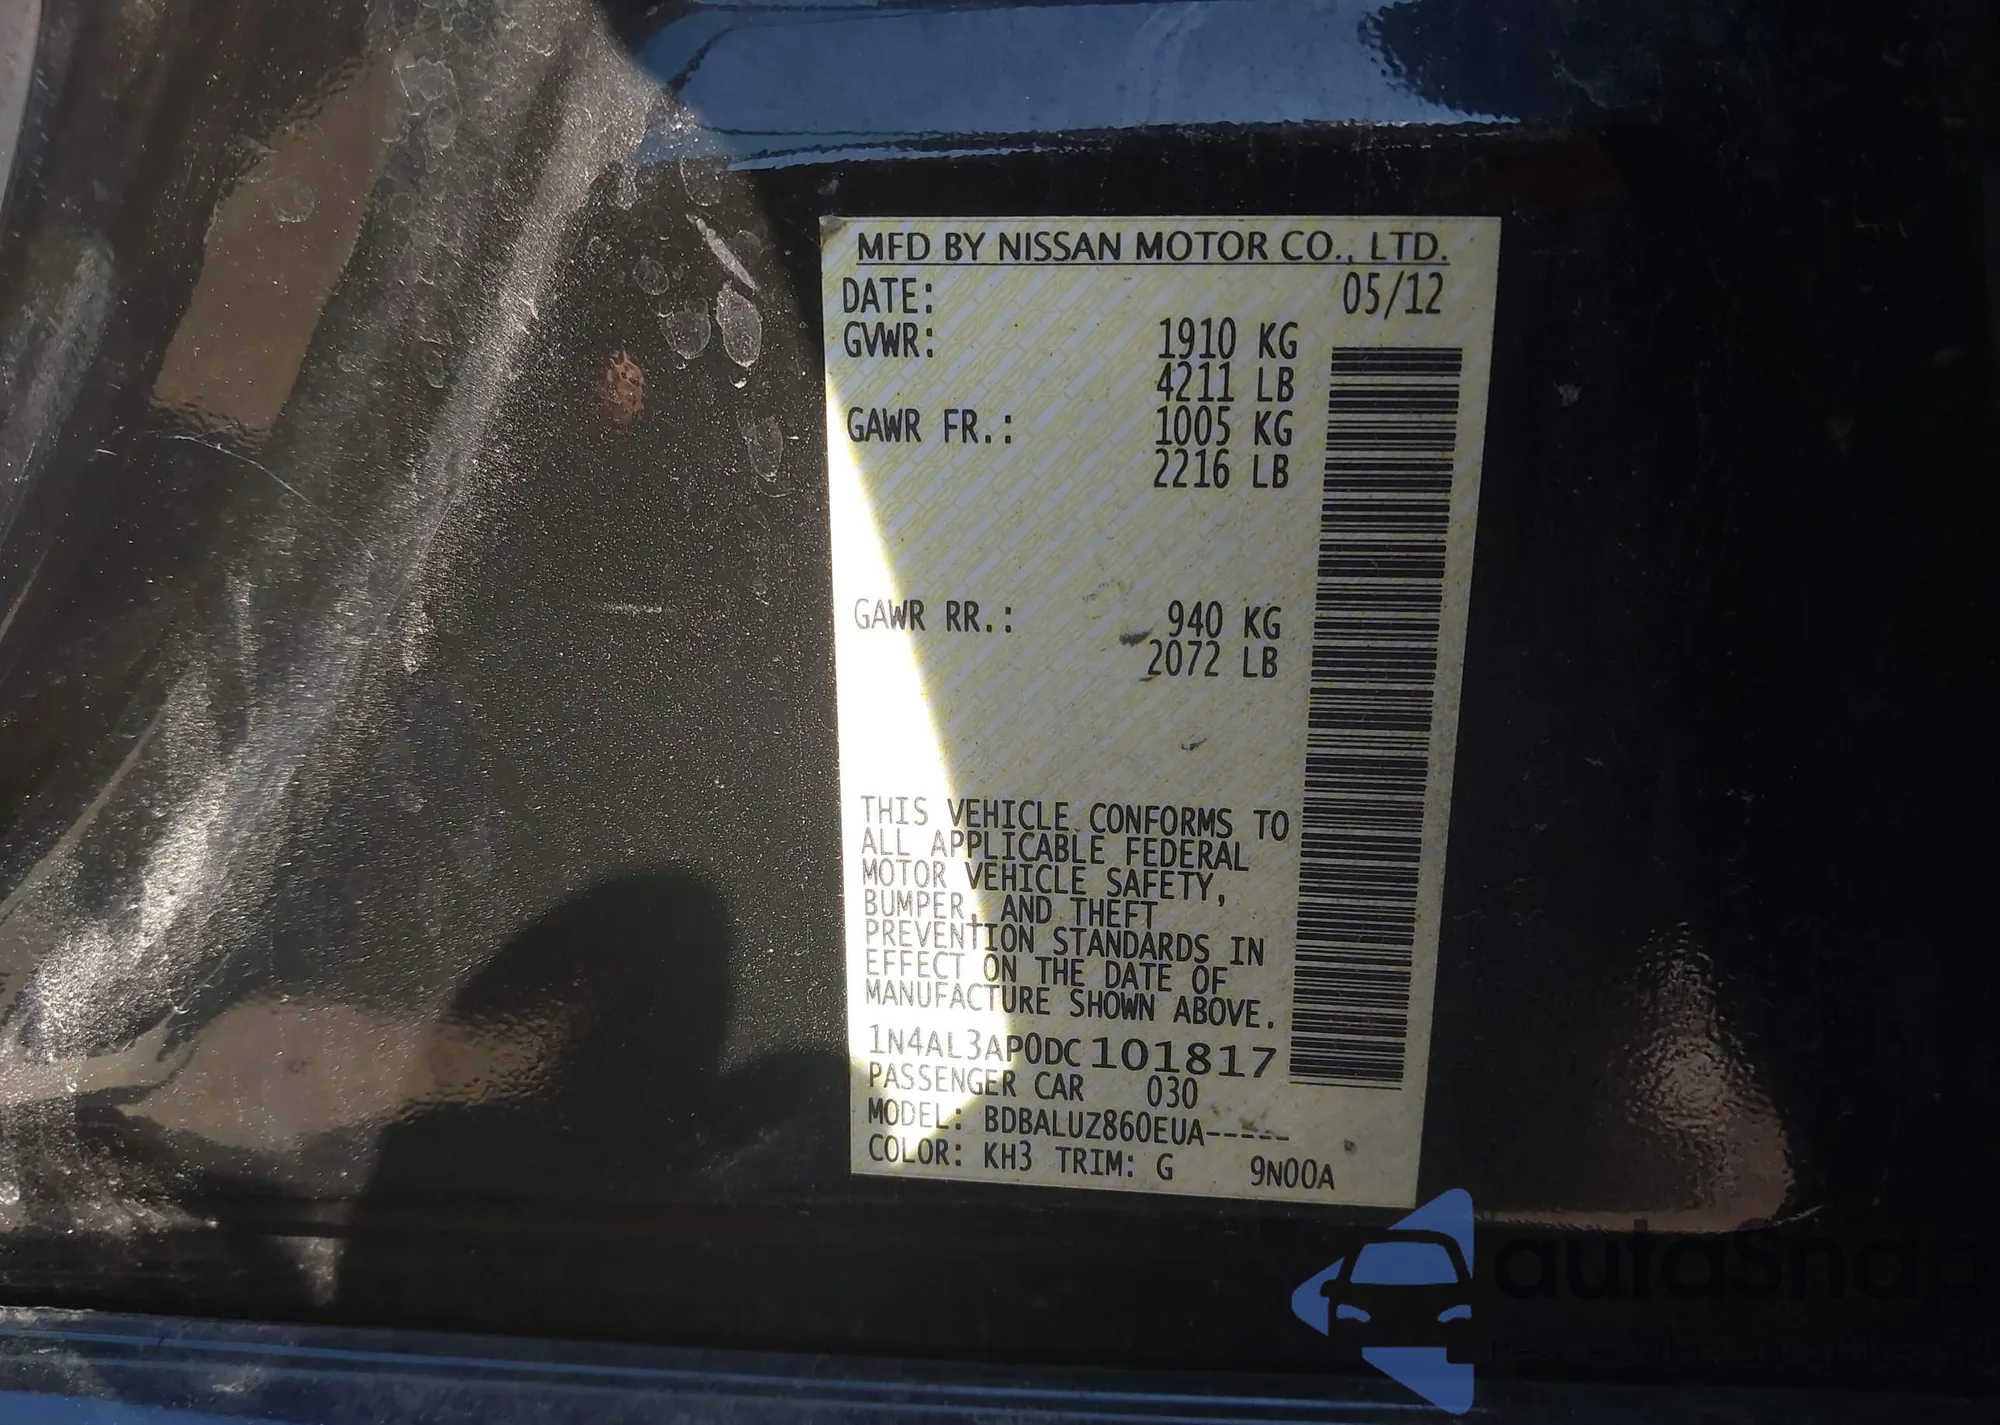 MFD BY NISSAN MOTOR CO., LTD.
DATE: 05/12
GVWR: 1910 KG
4211 LB
GAWR FR.: 1005 KG
2216 LB
GAWR RR.: 940 KG
2072 LB
THIS VEHICLE CONFORMS TO
ALL APPLICABLE FEDERAL
MOTOR VEHICLE SAFETY,
BUMPER, AND THEFT
PREVENTION STANDARDS IN
EFFECT ON THE DATE OF
MANUFACTURE SHOWN ABOVE.
1N4AL3AP0DC101817
PASSENGER CAR 030
MODEL: BDBALUZ860EUA-----
COLOR: KH3 TRIM: G 9N00A
autaSnap